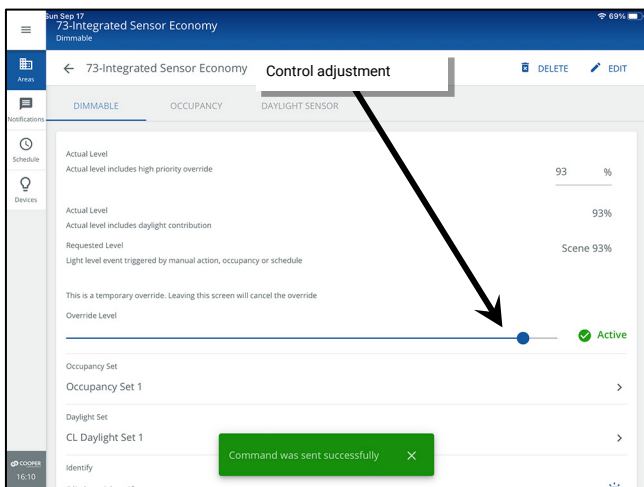 Sun Sep 17
69%
73-Integrated Sensor Economy
Dimmable
Areas
Notifications
Schedule
Devices
COOPER
16:10
73-Integrated Sensor Economy
Control adjustment
DELETE
EDIT
DIMMABLE
OCCUPANCY
DAYLIGHT SENSOR
Actual Level
Actual level includes high priority override
93 %
Actual Level
93%
Actual level includes daylight contribution
Requested Level
Scene 93%
Light level event triggered by manual action, occupancy or schedule
This is a temporary override. Leaving this screen will cancel the override
Override Level
Active
Occupancy Set
Occupancy Set 1
Daylight Set
CL Daylight Set 1
Command was sent successfully
Identify